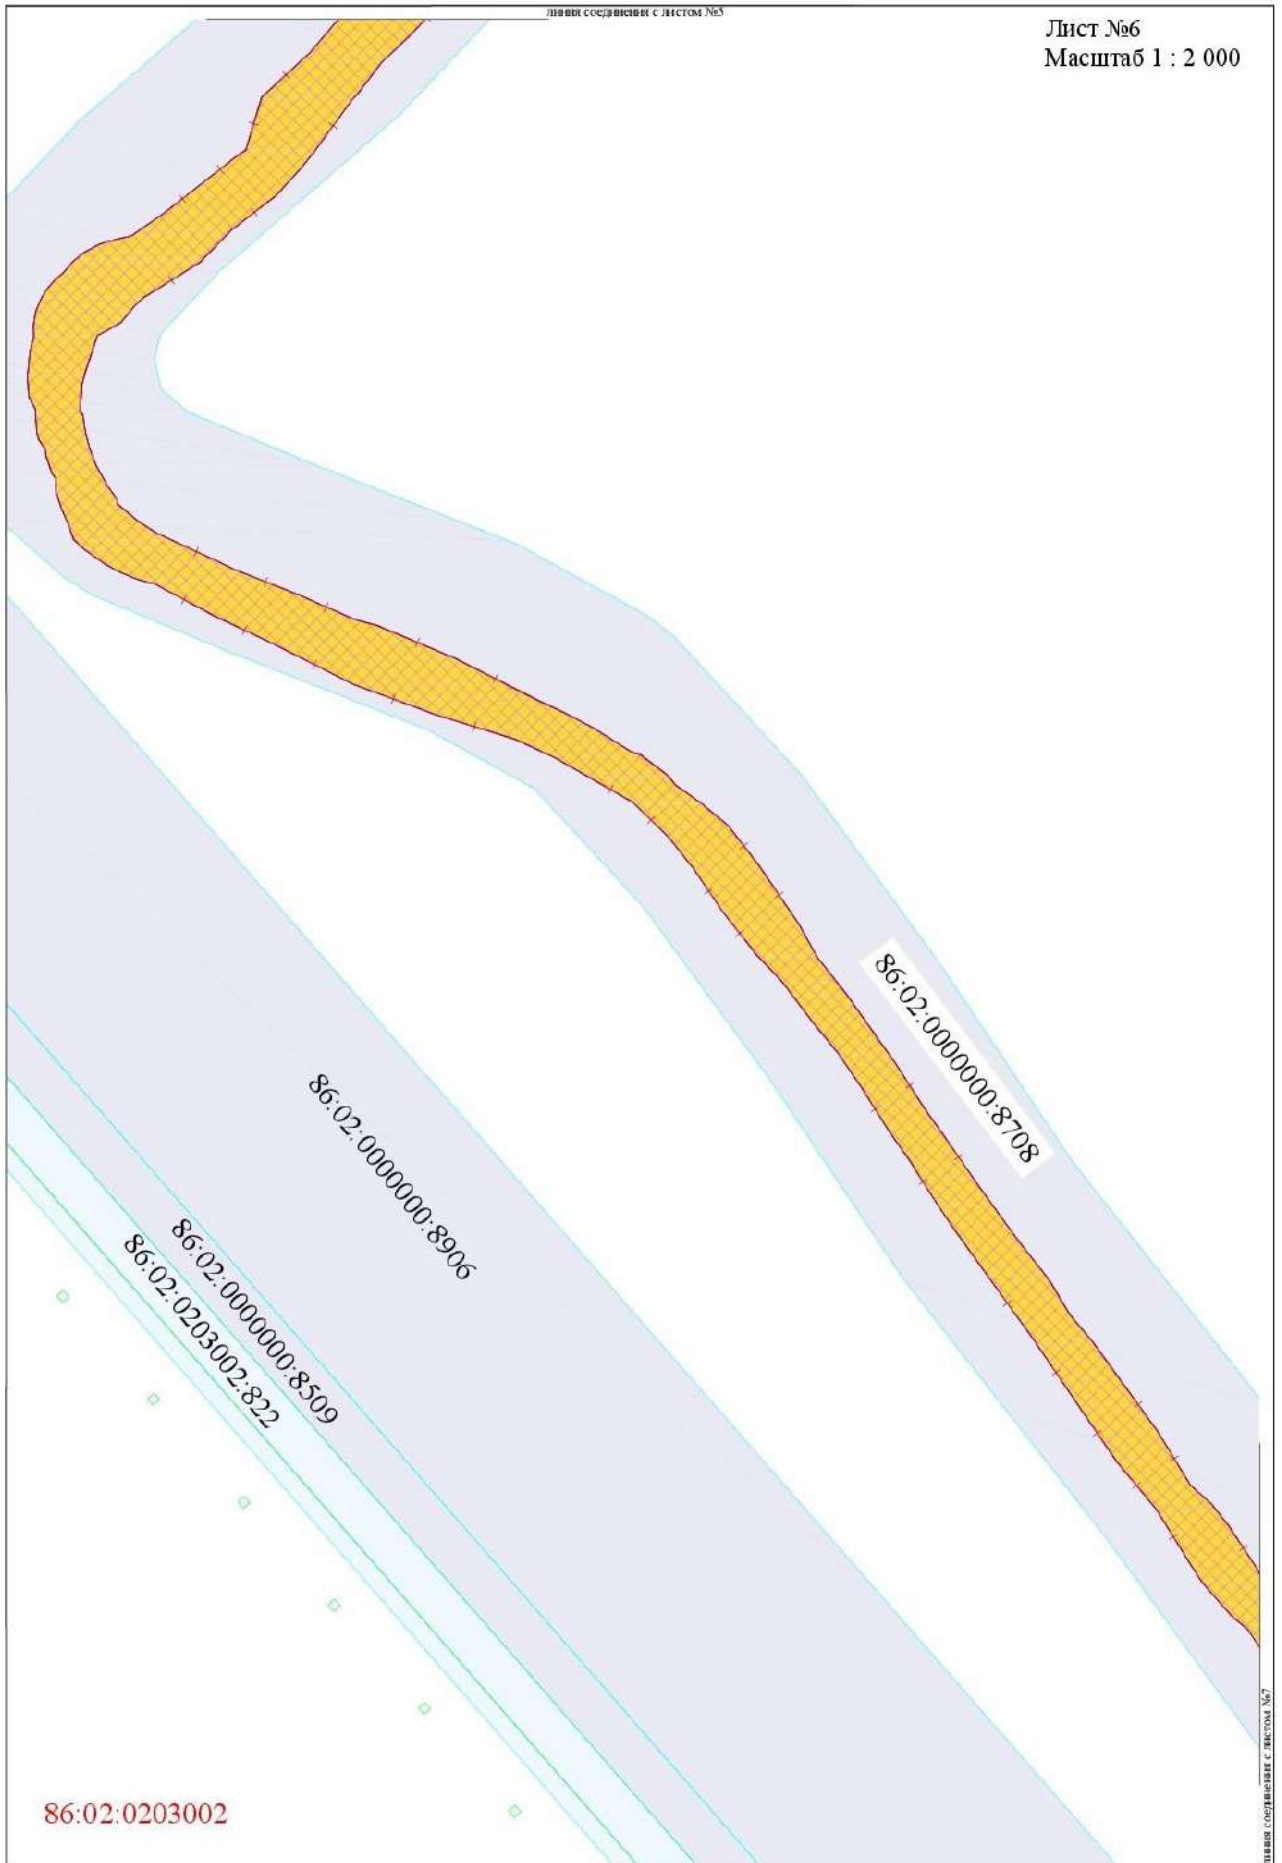 линия соединения с листом №5
Лист №6
Масштаб 1 : 2 000
86:02:0000000:8708
86:02:0000000:8906
86:02:0000000:8509
86:02:0203002:822
линия соединения с листом №7
86:02:0203002